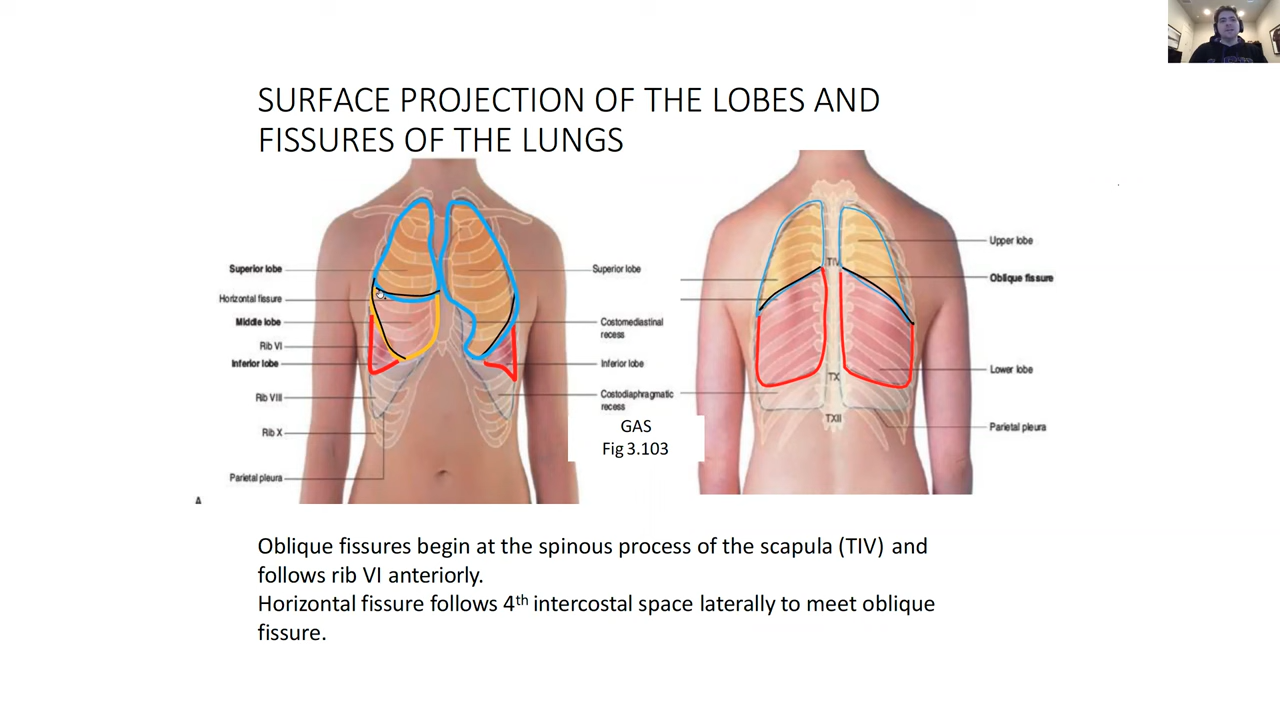 SURFACE PROJECTION OF THE LOBES AND
FISSURES OF THE LUNGS
Superior lobe
Horizontal fissure
Middle lobe
Rib VI
Inferior lobe
Rib VIII
Rib X
Parietal pleura
A
Superior lobe
Costomediastinal
recess
Inferior lobe
Costodiaphragmatic
recess
GAS
Fig 3.103
TIV
TX
TXII
Upper lobe
Oblique fissure
Lower lobe
Parietal pleura
Oblique fissures begin at the spinous process of the scapula (TIV) and
follows rib VI anteriorly.
Horizontal fissure follows 4th intercostal space laterally to meet oblique
fissure.